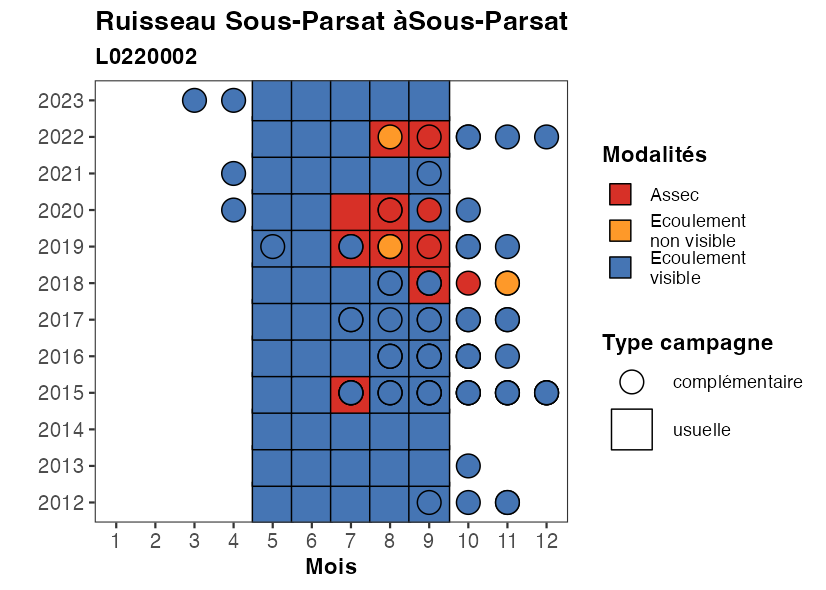 Ruisseau Sous-Parsat àSous-Parsat
L0220002
2023
2022
2021
2020
2019
2018
2017
2016
2015
2014
2013
2012
1 2 3 4 5 6 7 8 9 10 11 12
Mois
Modalités
Assec
Ecoulement
non visible
Ecoulement
visible
Type campagne
complémentaire
usuelle